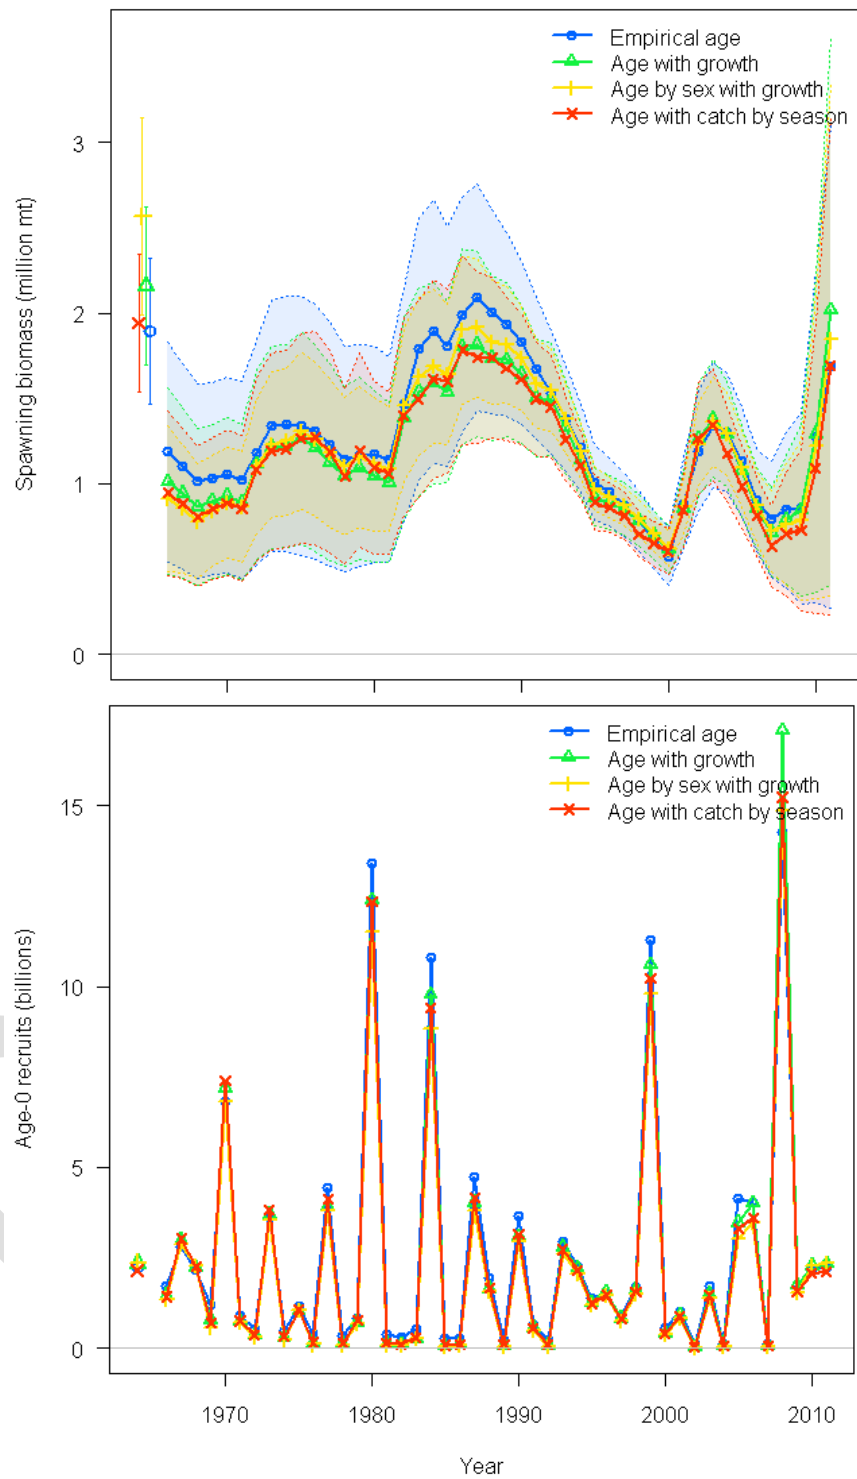 Empirical age
Age with growth
Age by sex with growth
Age with catch by season
Spawning biomass (million mt)
3
2
1
0
Empirical age
Age with growth
Age by sex with growth
Age with catch by season
Age-0 recruits (billions)
15
10
5
0
1970 1980 1990 2000 2010
Year